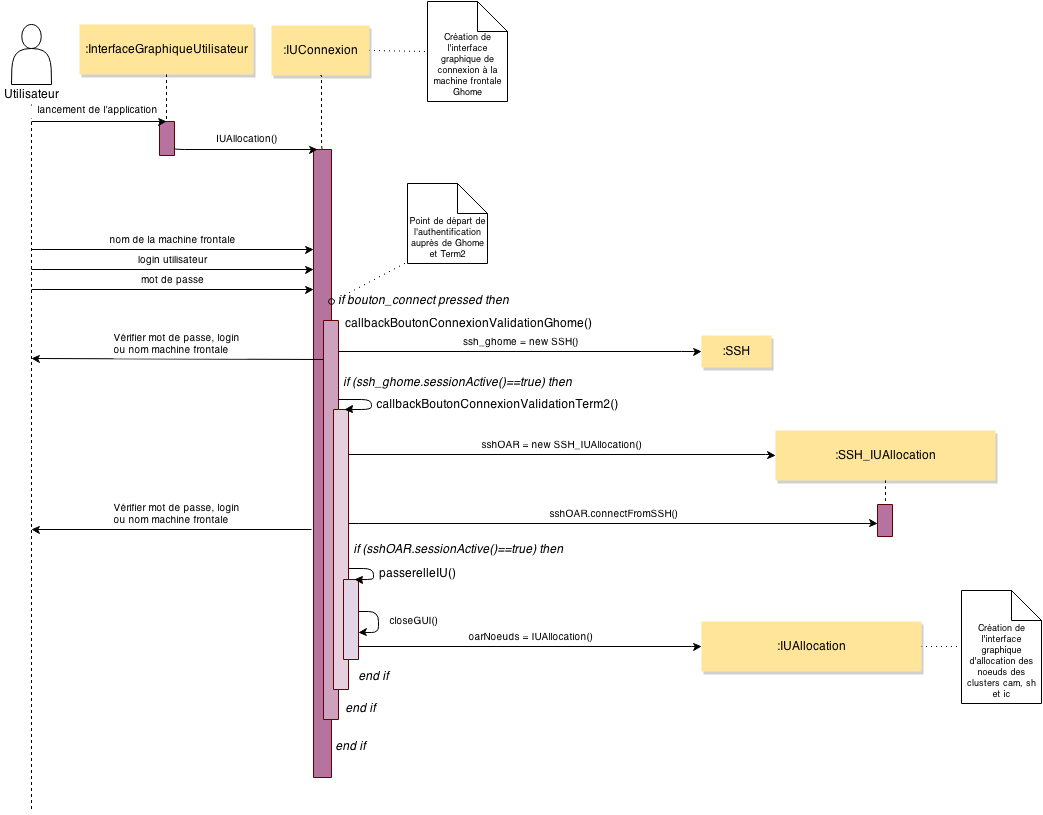 Création de
l'interface
graphique de
connexion à la
machine frontale
Ghome
:InterfaceGraphiqueUtilisateur
:IUConnexion
Utilisateur
lancement de l'application
IUAllocation()
Point de départ de
l'authentification
auprès de Ghome
et Term2
nom de la machine frontale
login utilisateur
mot de passe
if bouton_connect pressed then
callbackBoutonConnexionValidationGhome()
Vérifier mot de passe, login
ou nom machine frontale
ssh_ghome = new SSH()
:SSH
if (ssh_ghome.sessionActive()==true) then
callbackBoutonConnexionValidationTerm2()
sshOAR = new SSH_IUAllocation()
:SSH_IUAllocation
Vérifier mot de passe, login
ou nom machine frontale
sshOAR.connectFromSSH()
if (sshOAR.sessionActive()==true) then
passerelleIU()
closeGUI()
oarNoeuds = IUAllocation()
:IUAllocation
Création de
l'interface
graphique
d'allocation des
noeuds des
clusters cam, sh
et ic
end if
end if
end if